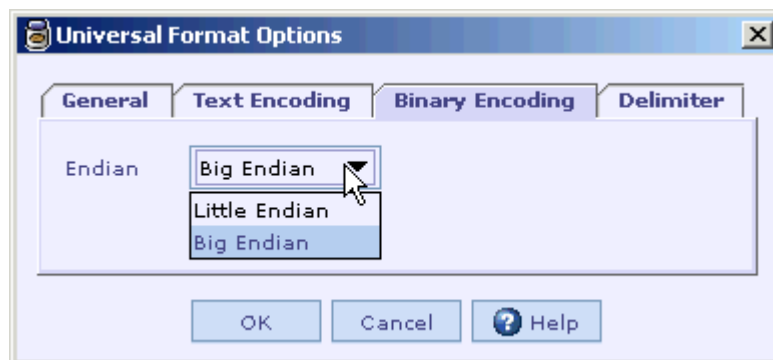 Universal Format Options
General Text Encoding Binary Encoding Delimiter
Endian Big Endian
Little Endian
Big Endian
OK Cancel Help